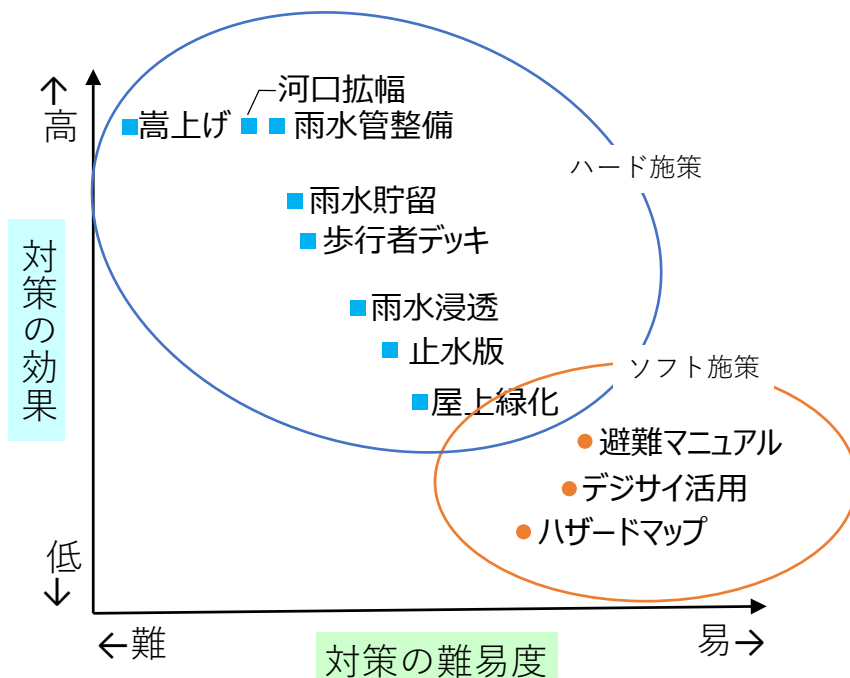 ↑
高
河口拡幅
嵩上げ
雨水管整備
ハード施策
雨水貯留
歩行者デッキ
対策の効果
雨水浸透
止水版
ソフト施策
屋上緑化
避難マニュアル
デジサイ活用
ハザードマップ
低
↓
←難
対策の難易度
易→